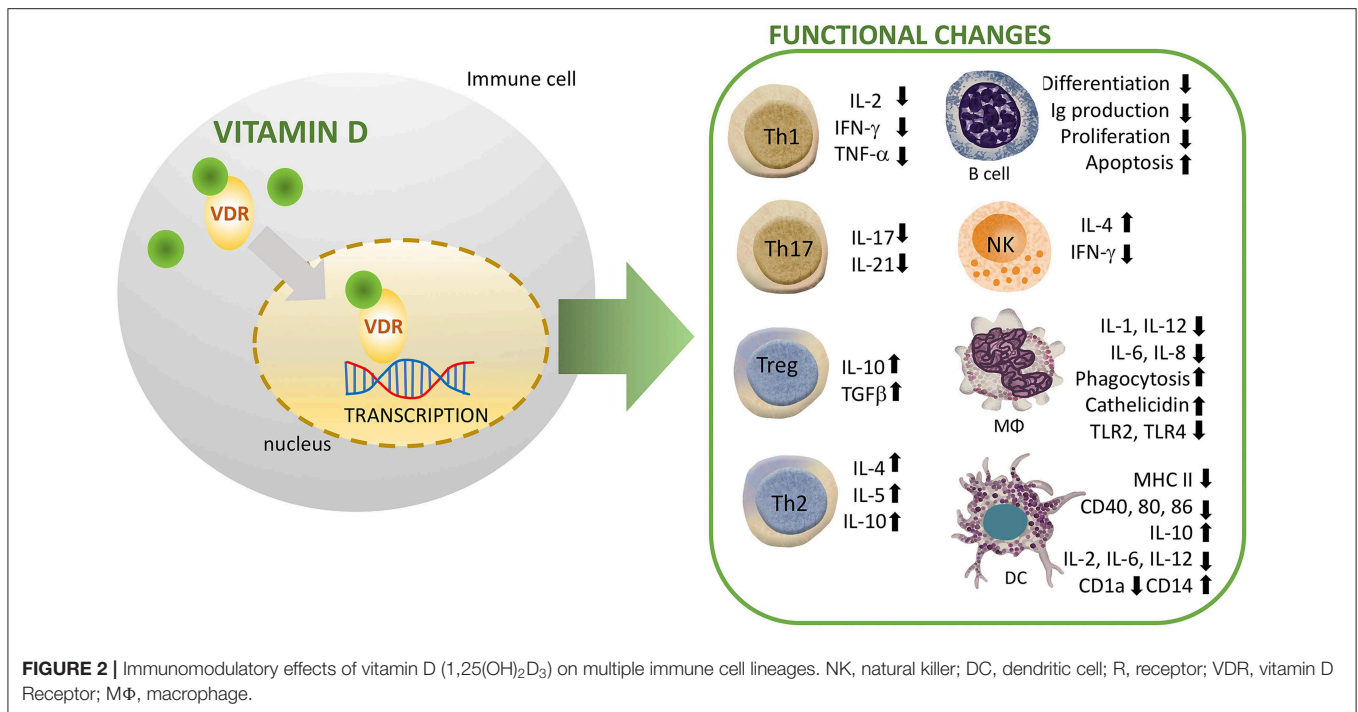 FUNCTIONAL CHANGES
Immune cell
VITAMIN D
VDR
VDR
TRANSCRIPTION
nucleus
Th1
IL-2 ⬇
IFN-γ ⬇
TNF-α ⬇
Th17
IL-17 ⬇
IL-21 ⬇
Treg
IL-10 ⬆
TGFβ ⬆
Th2
IL-4 ⬆
IL-5 ⬆
IL-10 ⬆
B cell
Differentiation ⬇
Ig production ⬇
Proliferation ⬇
Apoptosis ⬆
NK
IL-4 ⬆
IFN-γ ⬇
MΦ
IL-1, IL-12 ⬇
IL-6, IL-8 ⬇
Phagocytosis ⬆
Cathelicidin ⬆
TLR2, TLR4 ⬇
DC
MHC II ⬇
CD40, 80, 86 ⬇
IL-10 ⬆
IL-2, IL-6, IL-12 ⬇
CD1a ⬇ CD14 ⬆
FIGURE 2 | Immunomodulatory effects of vitamin D (1,25(OH)₂D₃) on multiple immune cell lineages. NK, natural killer; DC, dendritic cell; R, receptor; VDR, vitamin D
Receptor; MΦ, macrophage.